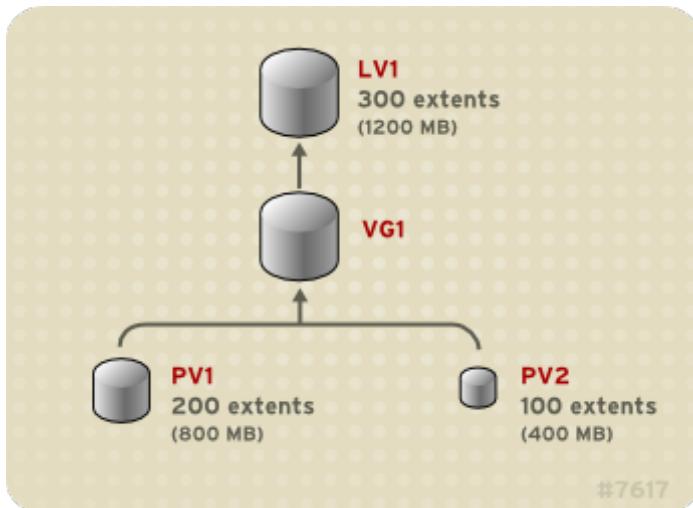 LV1
300 extents
(1200 MB)
VG1
PV1
200 extents
(800 MB)
PV2
100 extents
(400 MB)
#7617